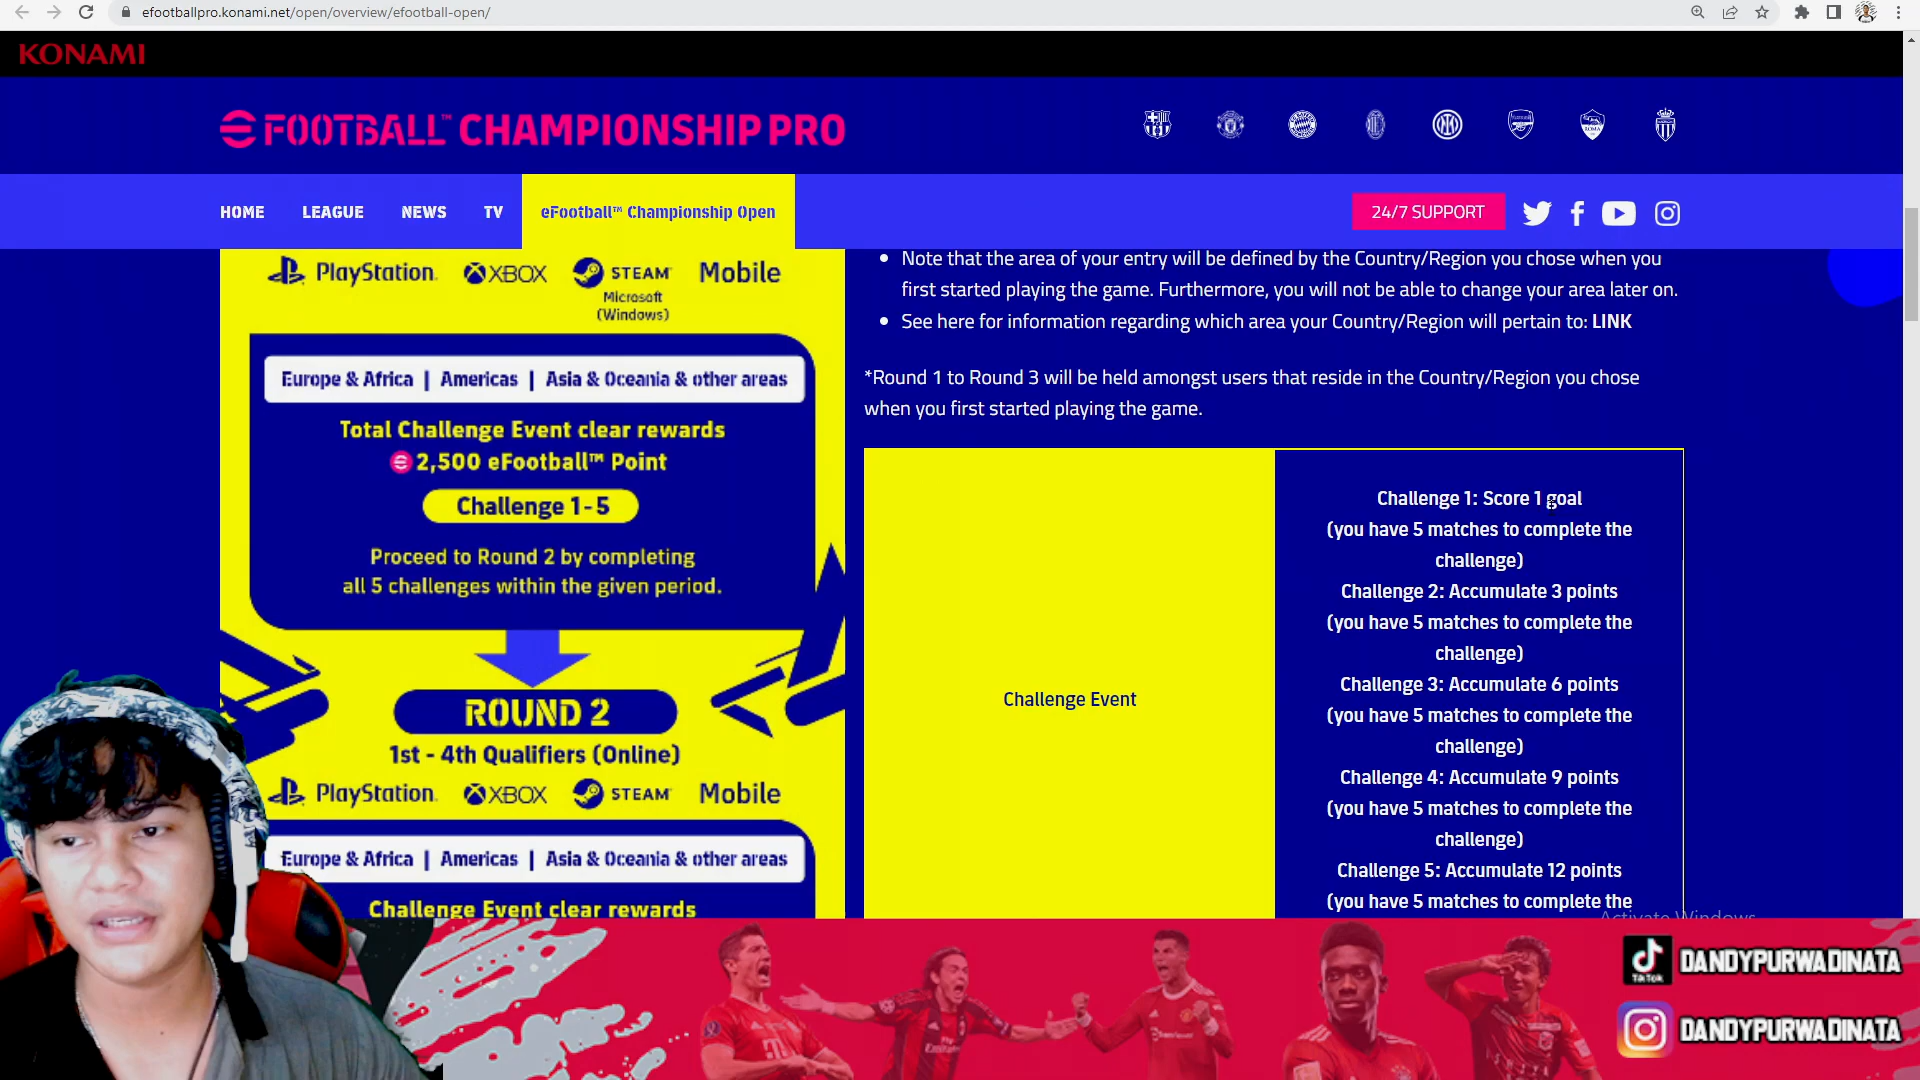 efootballpro.konami.net/open/overview/efootball-open/
KONAMI
eFOOTBALL™ CHAMPIONSHIP PRO
HOME LEAGUE NEWS TV eFootball™ Championship Open
24/7 SUPPORT
PlayStation. XBOX STEAM Mobile
Microsoft
(Windows)
Europe & Africa | Americas | Asia & Oceania & other areas
Total Challenge Event clear rewards
2,500 eFootball™ Point
Challenge 1-5
Proceed to Round 2 by completing
all 5 challenges within the given period.
ROUND 2
1st - 4th Qualifiers (Online)
PlayStation. XBOX STEAM Mobile
Europe & Africa | Americas | Asia & Oceania & other areas
Challenge Event clear rewards
• Note that the area of your entry will be defined by the Country/Region you chose when you
first started playing the game. Furthermore, you will not be able to change your area later on.
• See here for information regarding which area your Country/Region will pertain to: LINK
*Round 1 to Round 3 will be held amongst users that reside in the Country/Region you chose
when you first started playing the game.
Challenge Event
Challenge 1: Score 1 goal
(you have 5 matches to complete the
challenge)
Challenge 2: Accumulate 3 points
(you have 5 matches to complete the
challenge)
Challenge 3: Accumulate 6 points
(you have 5 matches to complete the
challenge)
Challenge 4: Accumulate 9 points
(you have 5 matches to complete the
challenge)
Challenge 5: Accumulate 12 points
(you have 5 matches to complete the
Activate Windows
TikTok DANDYPURWADINATA
DANDYPURWADINATA